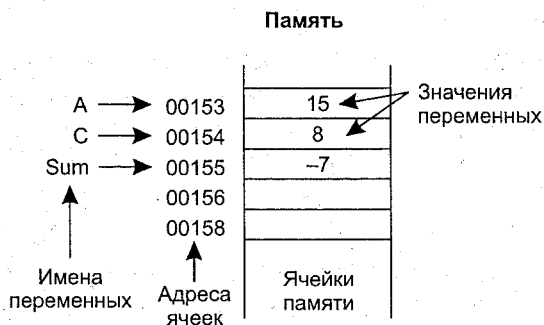 Память
A 00153 15 Значения
переменных
C 00154 8
Sum 00155 –7
00156
00158
Имена
переменных
Адреса
ячеек
Ячейки
памяти